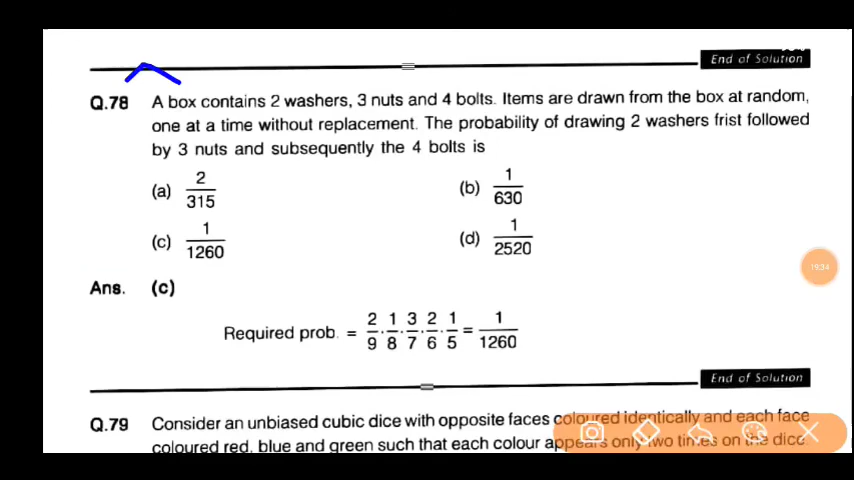 End of Solution
Q.78 A box contains 2 washers, 3 nuts and 4 bolts. Items are drawn from the box at random,
one at a time without replacement. The probability of drawing 2 washers frist followed
by 3 nuts and subsequently the 4 bolts is
(a) 2/315 (b) 1/630
(c) 1/1260 (d) 1/2520
19:34
Ans. (c)
Required prob. = 2/9 · 1/8 · 3/7 · 2/6 · 1/5 = 1/1260
End of Solution
Q.79 Consider an unbiased cubic dice with opposite faces coloured identically and each face
coloured red, blue and green such that each colour appears only two times on the dice.